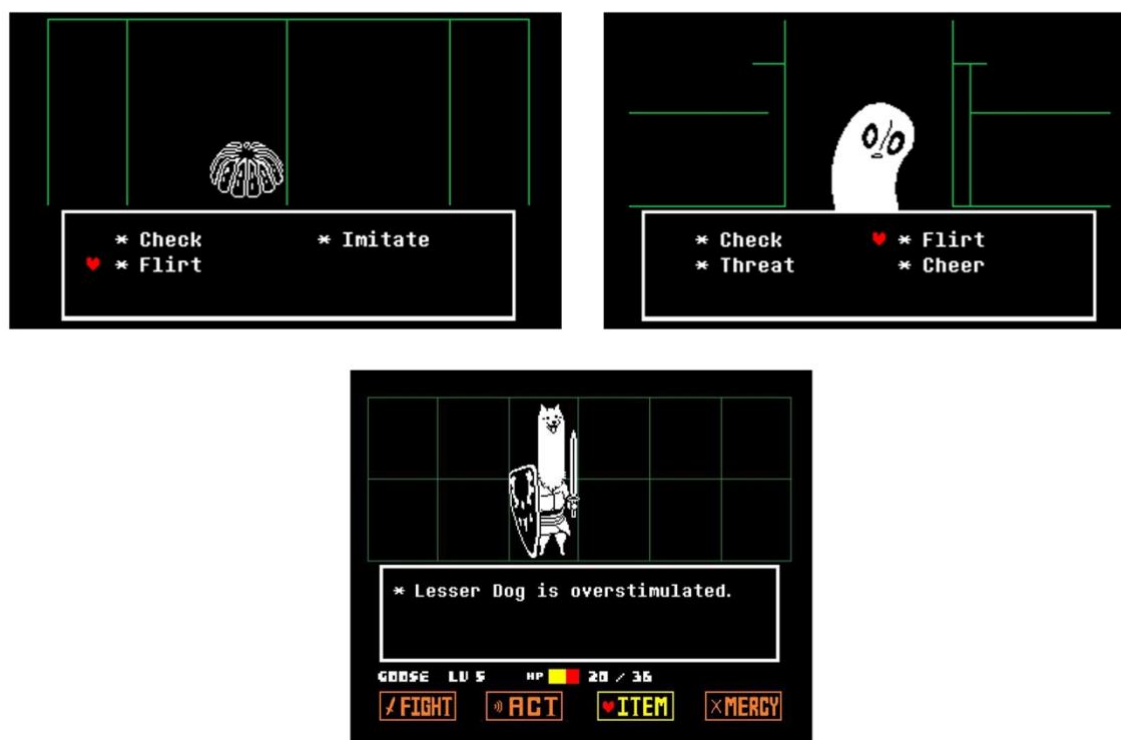 * Check * Imitate
* Flirt
* Check * Flirt
* Threat * Cheer
* Lesser Dog is overstimulated.
GOOSE LV 5 HP 20 / 36
FIGHT ACT ITEM MERCY